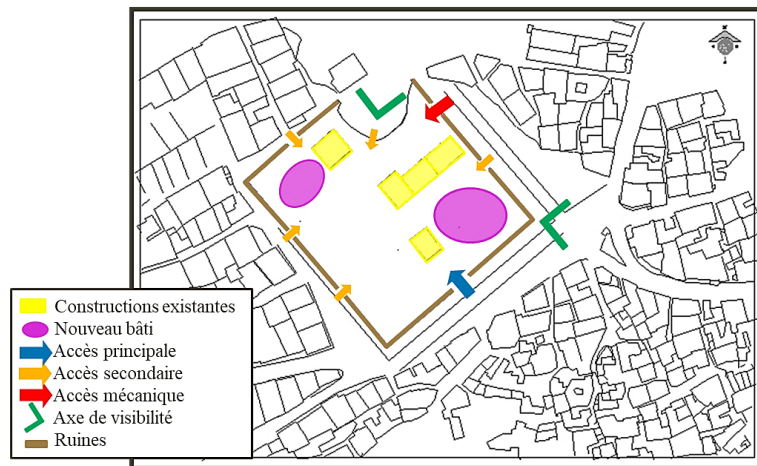 Constructions existantes
Nouveau bâti
Accès principale
Accès secondaire
Accès mécanique
Axe de visibilité
Ruines